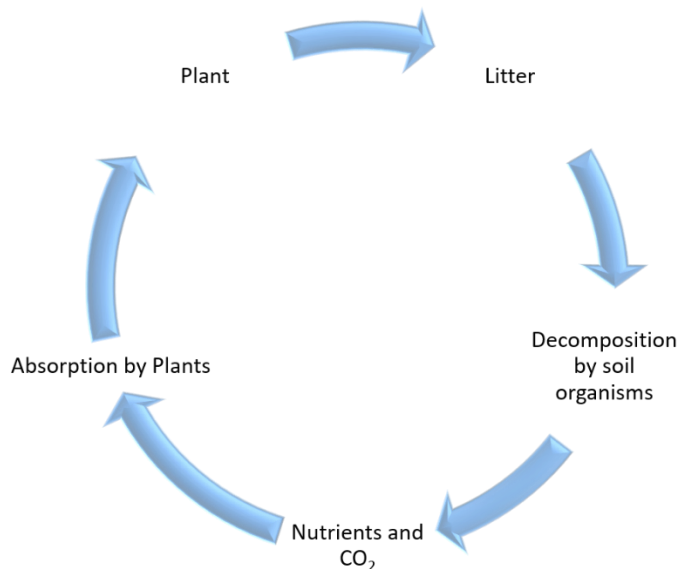 Plant
Litter
Decomposition
by soil
organisms
Nutrients and
CO₂
Absorption by Plants